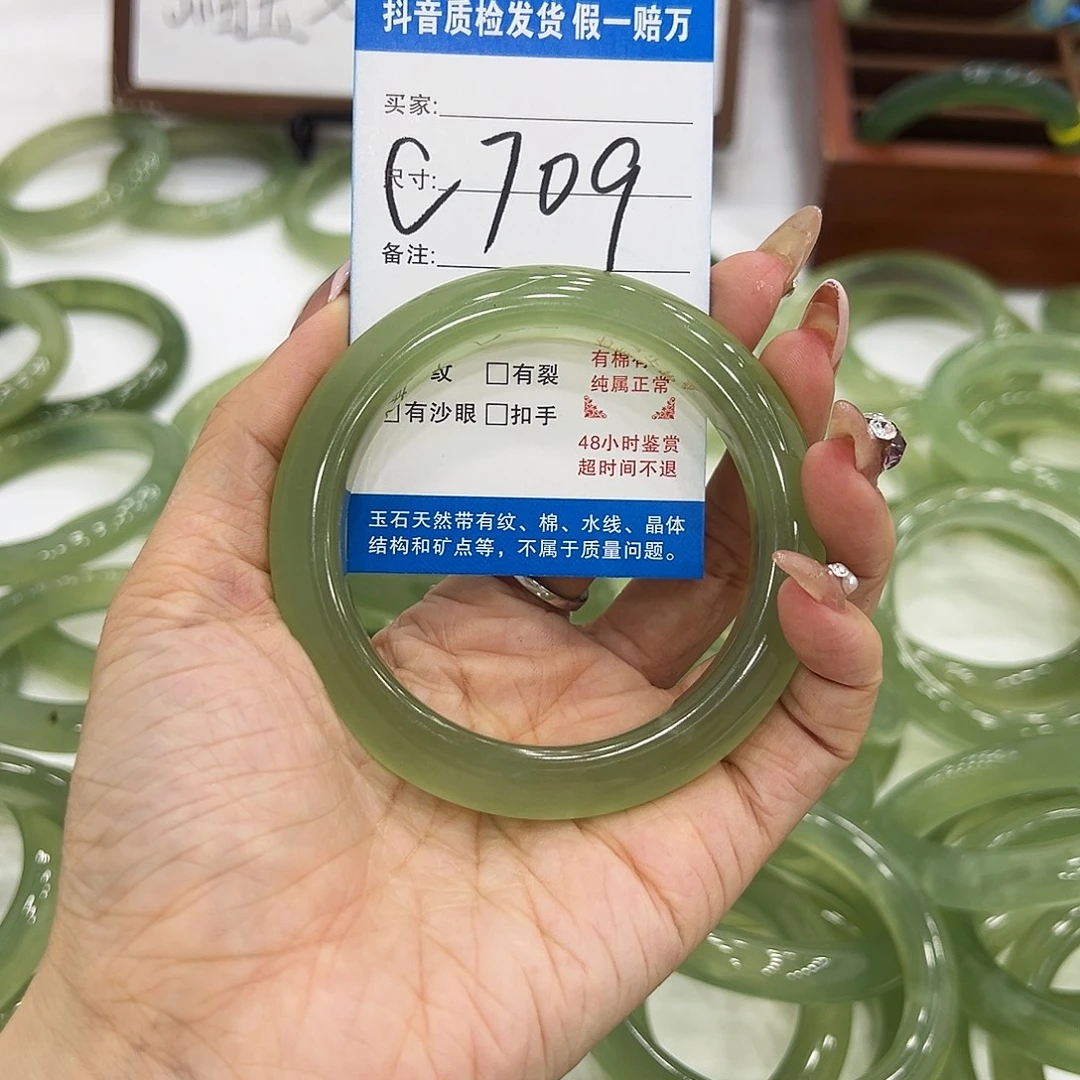 抖音质检发货 假一赔万
买家:
C709
尺寸:
备注:
纹 □有裂
有沙眼 □扣手
有棉有
纯属正常
48小时鉴赏
超时间不退
玉石天然带有纹、棉、水线、晶体
结构和矿点等，不属于质量问题。